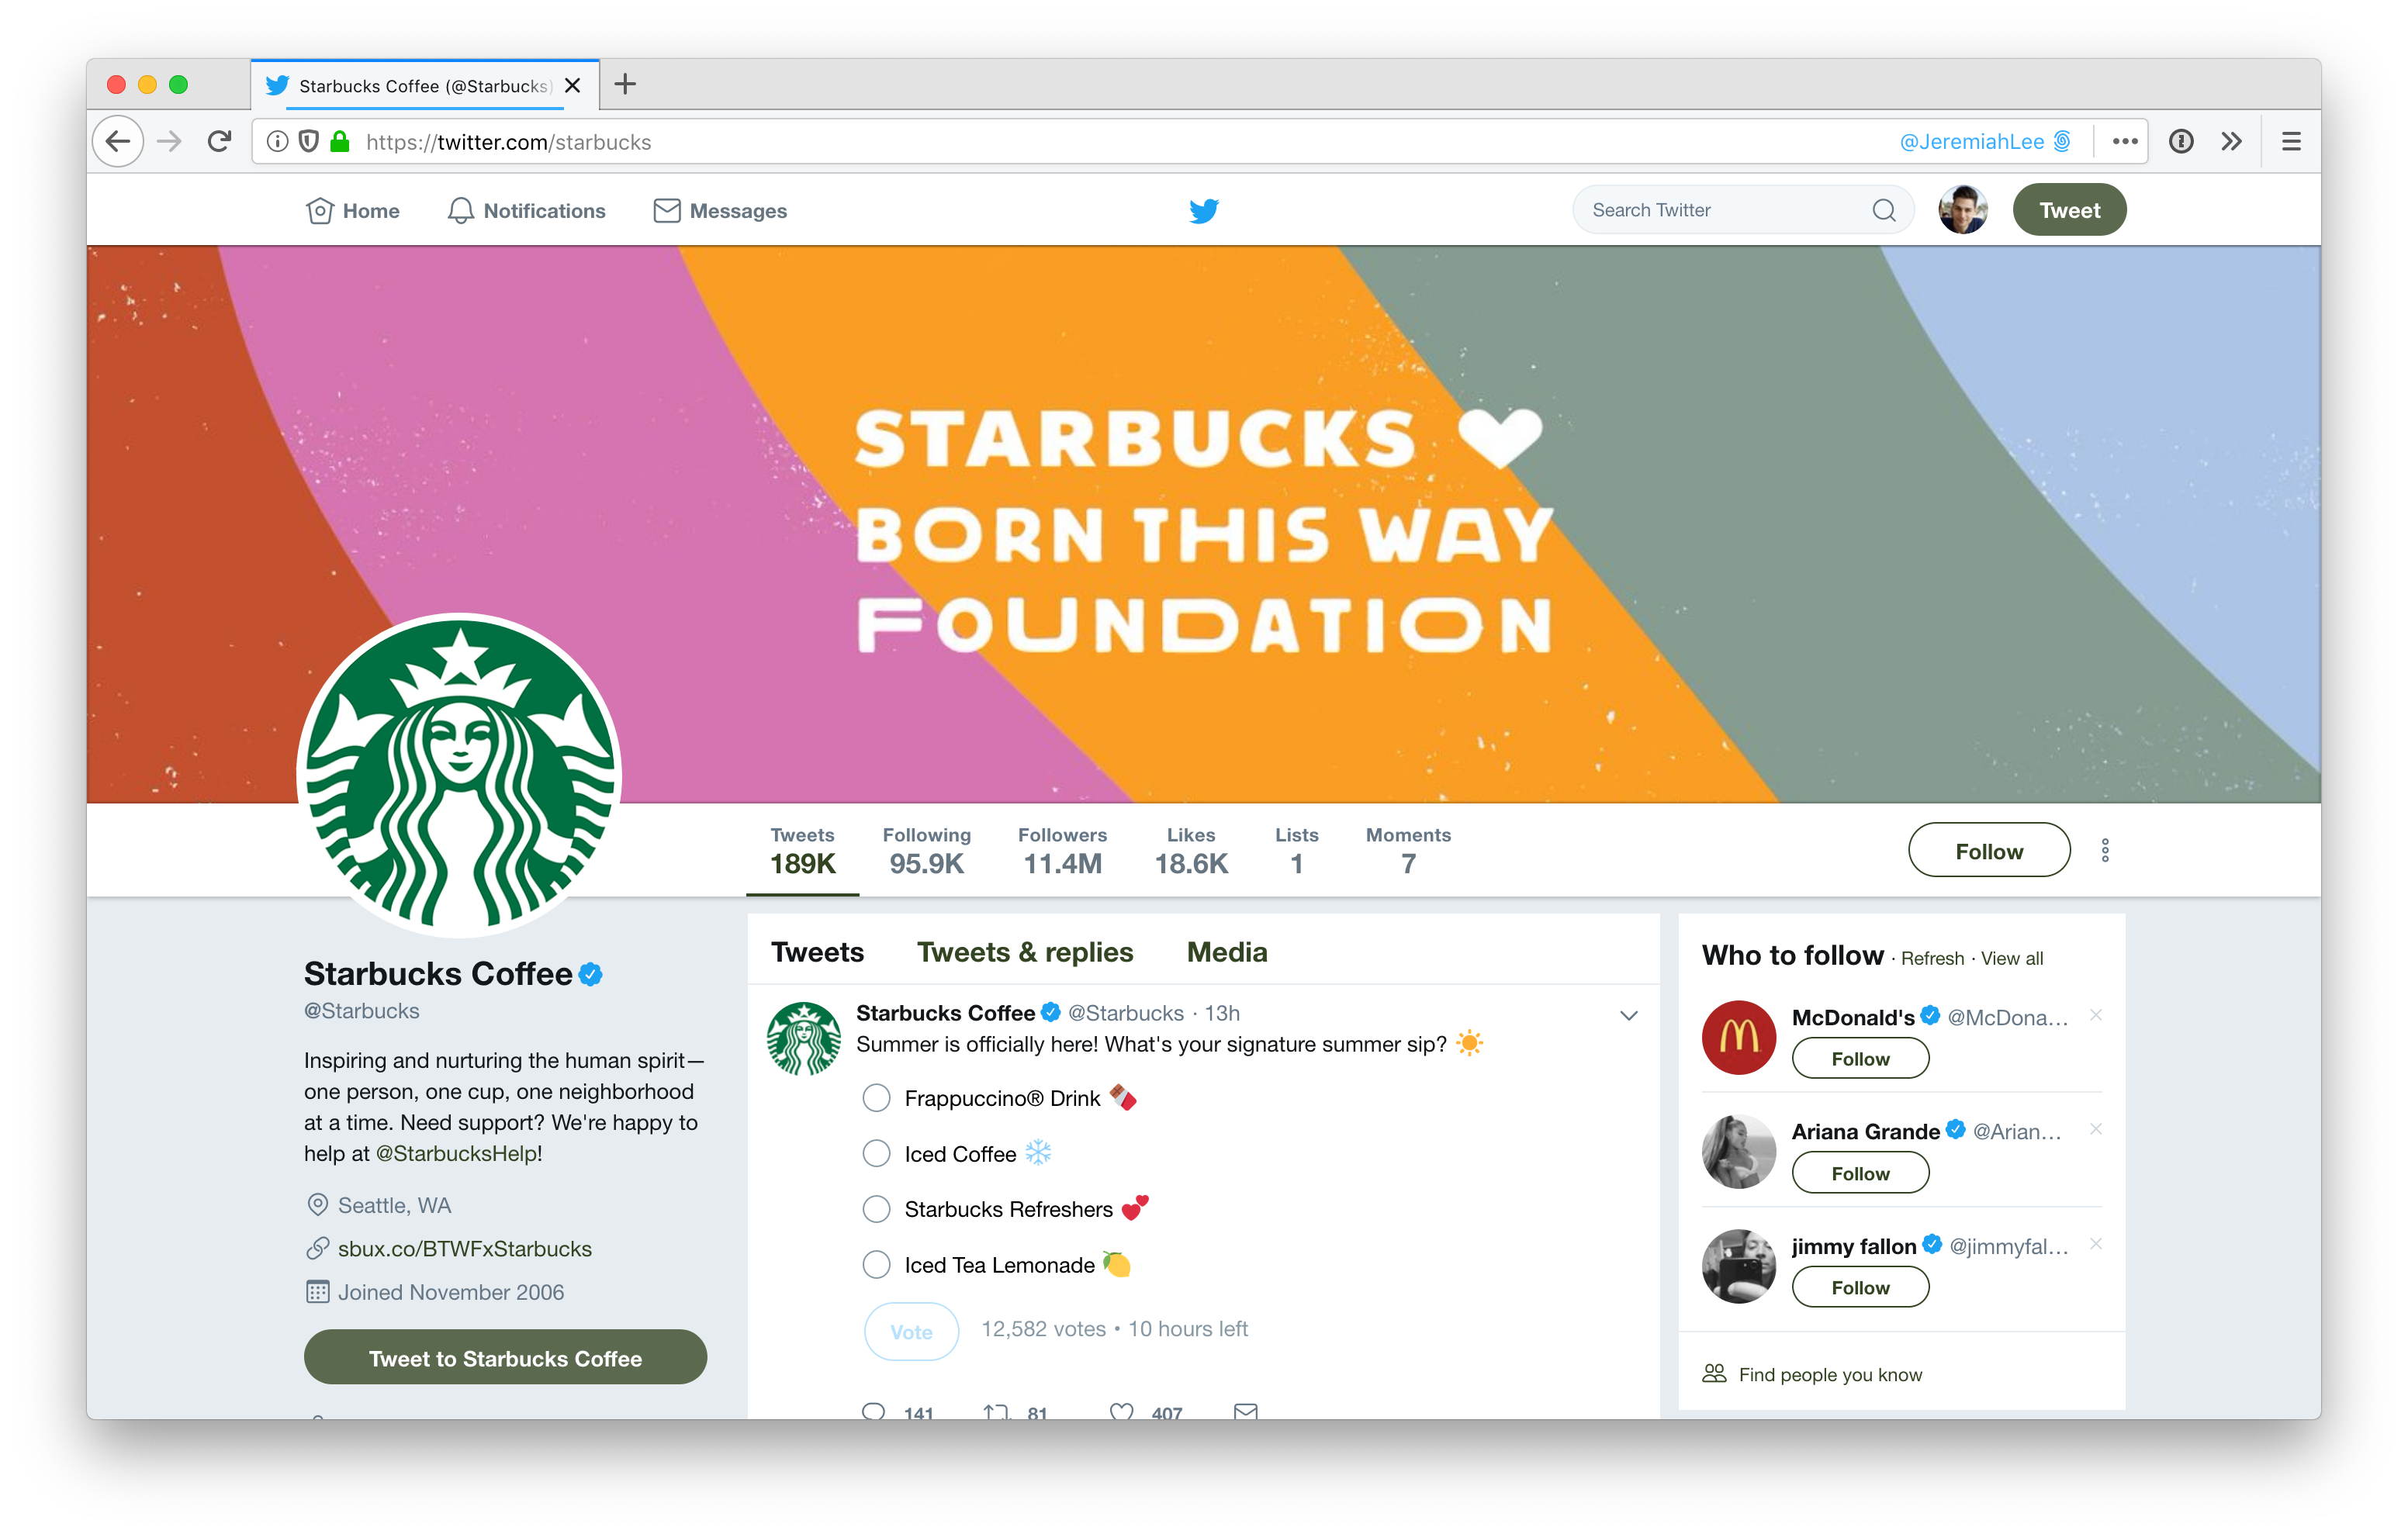 Starbucks Coffee (@Starbucks)
https://twitter.com/starbucks
@JeremiahLee
Home
Notifications
Messages
Search Twitter
Tweet
STARBUCKS
BORN THIS WAY
FOUNDATION
Tweets
189K
Following
95.9K
Followers
11.4M
Likes
18.6K
Lists
1
Moments
7
Follow
Starbucks Coffee
@Starbucks
Inspiring and nurturing the human spirit—
one person, one cup, one neighborhood
at a time. Need support? We're happy to
help at @StarbucksHelp!
Seattle, WA
sbux.co/BTWFxStarbucks
Joined November 2006
Tweet to Starbucks Coffee
Tweets
Tweets & replies
Media
Starbucks Coffee @Starbucks · 13h
Summer is officially here! What's your signature summer sip? ☀️
Frappuccino® Drink 🍫
Iced Coffee ❄️
Starbucks Refreshers 💕
Iced Tea Lemonade 🍋
Vote
12,582 votes • 10 hours left
141
81
407
Who to follow · Refresh · View all
McDonald's @McDona…
Follow
Ariana Grande @Arian…
Follow
jimmy fallon @jimmyfal…
Follow
Find people you know